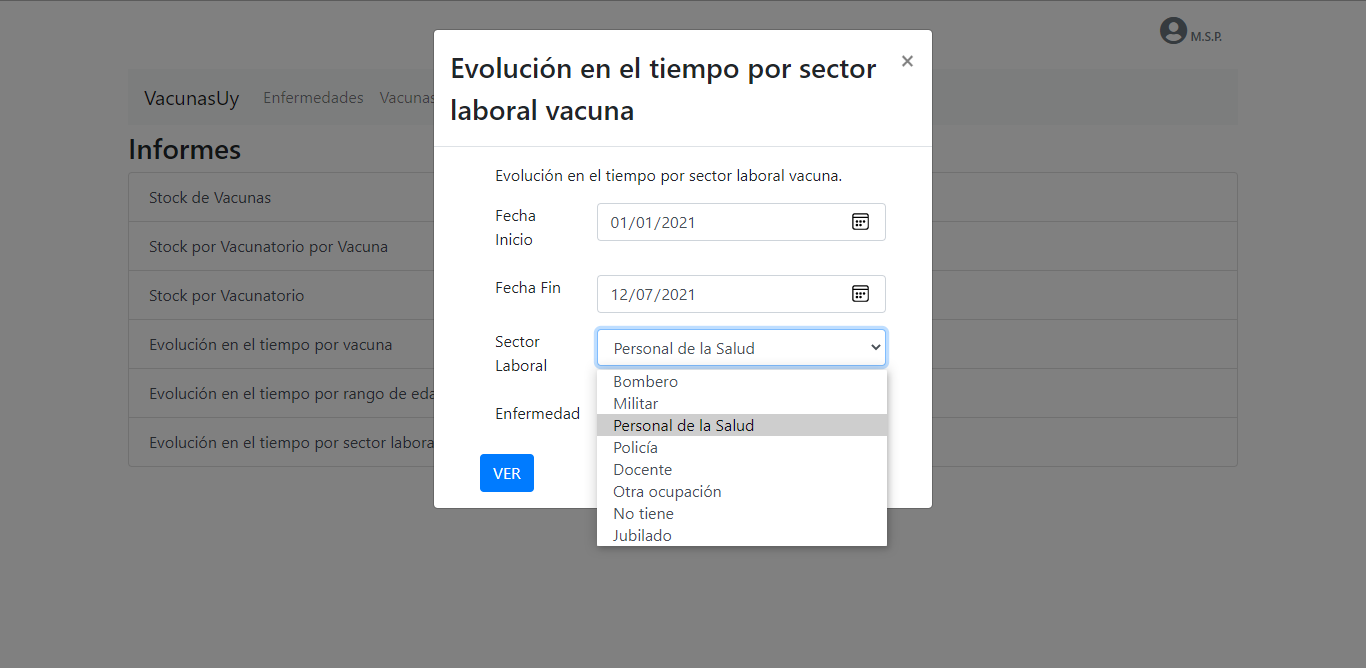 M.S.P.
VacunasUy Enfermedades Vacunas
Informes
Stock de Vacunas
Stock por Vacunatorio por Vacuna
Stock por Vacunatorio
Evolución en el tiempo por vacuna
Evolución en el tiempo por rango de eda
Evolución en el tiempo por sector labora
Evolución en el tiempo por sector
laboral vacuna
×
Evolución en el tiempo por sector laboral vacuna.
Fecha
Inicio
01/01/2021
Fecha Fin
12/07/2021
Sector
Laboral
Personal de la Salud
Bombero
Militar
Personal de la Salud
Policía
Docente
Otra ocupación
No tiene
Jubilado
Enfermedad
VER